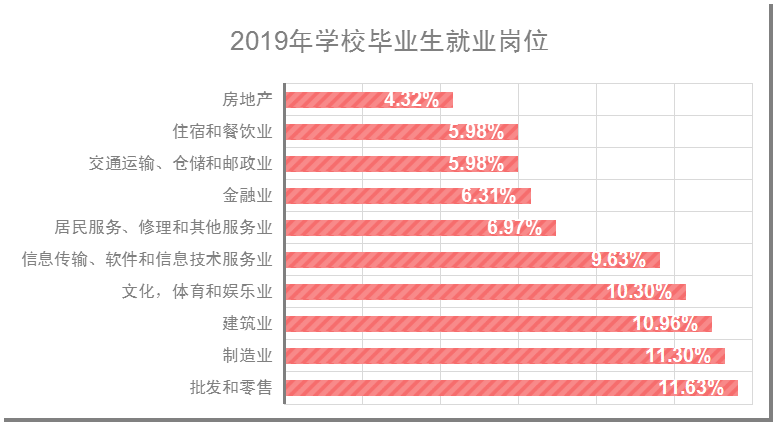 2019年学校毕业生就业岗位
房地产 4.32%
住宿和餐饮业 5.98%
交通运输、仓储和邮政业 5.98%
金融业 6.31%
居民服务、修理和其他服务业 6.97%
信息传输、软件和信息技术服务业 9.63%
文化，体育和娱乐业 10.30%
建筑业 10.96%
制造业 11.30%
批发和零售 11.63%